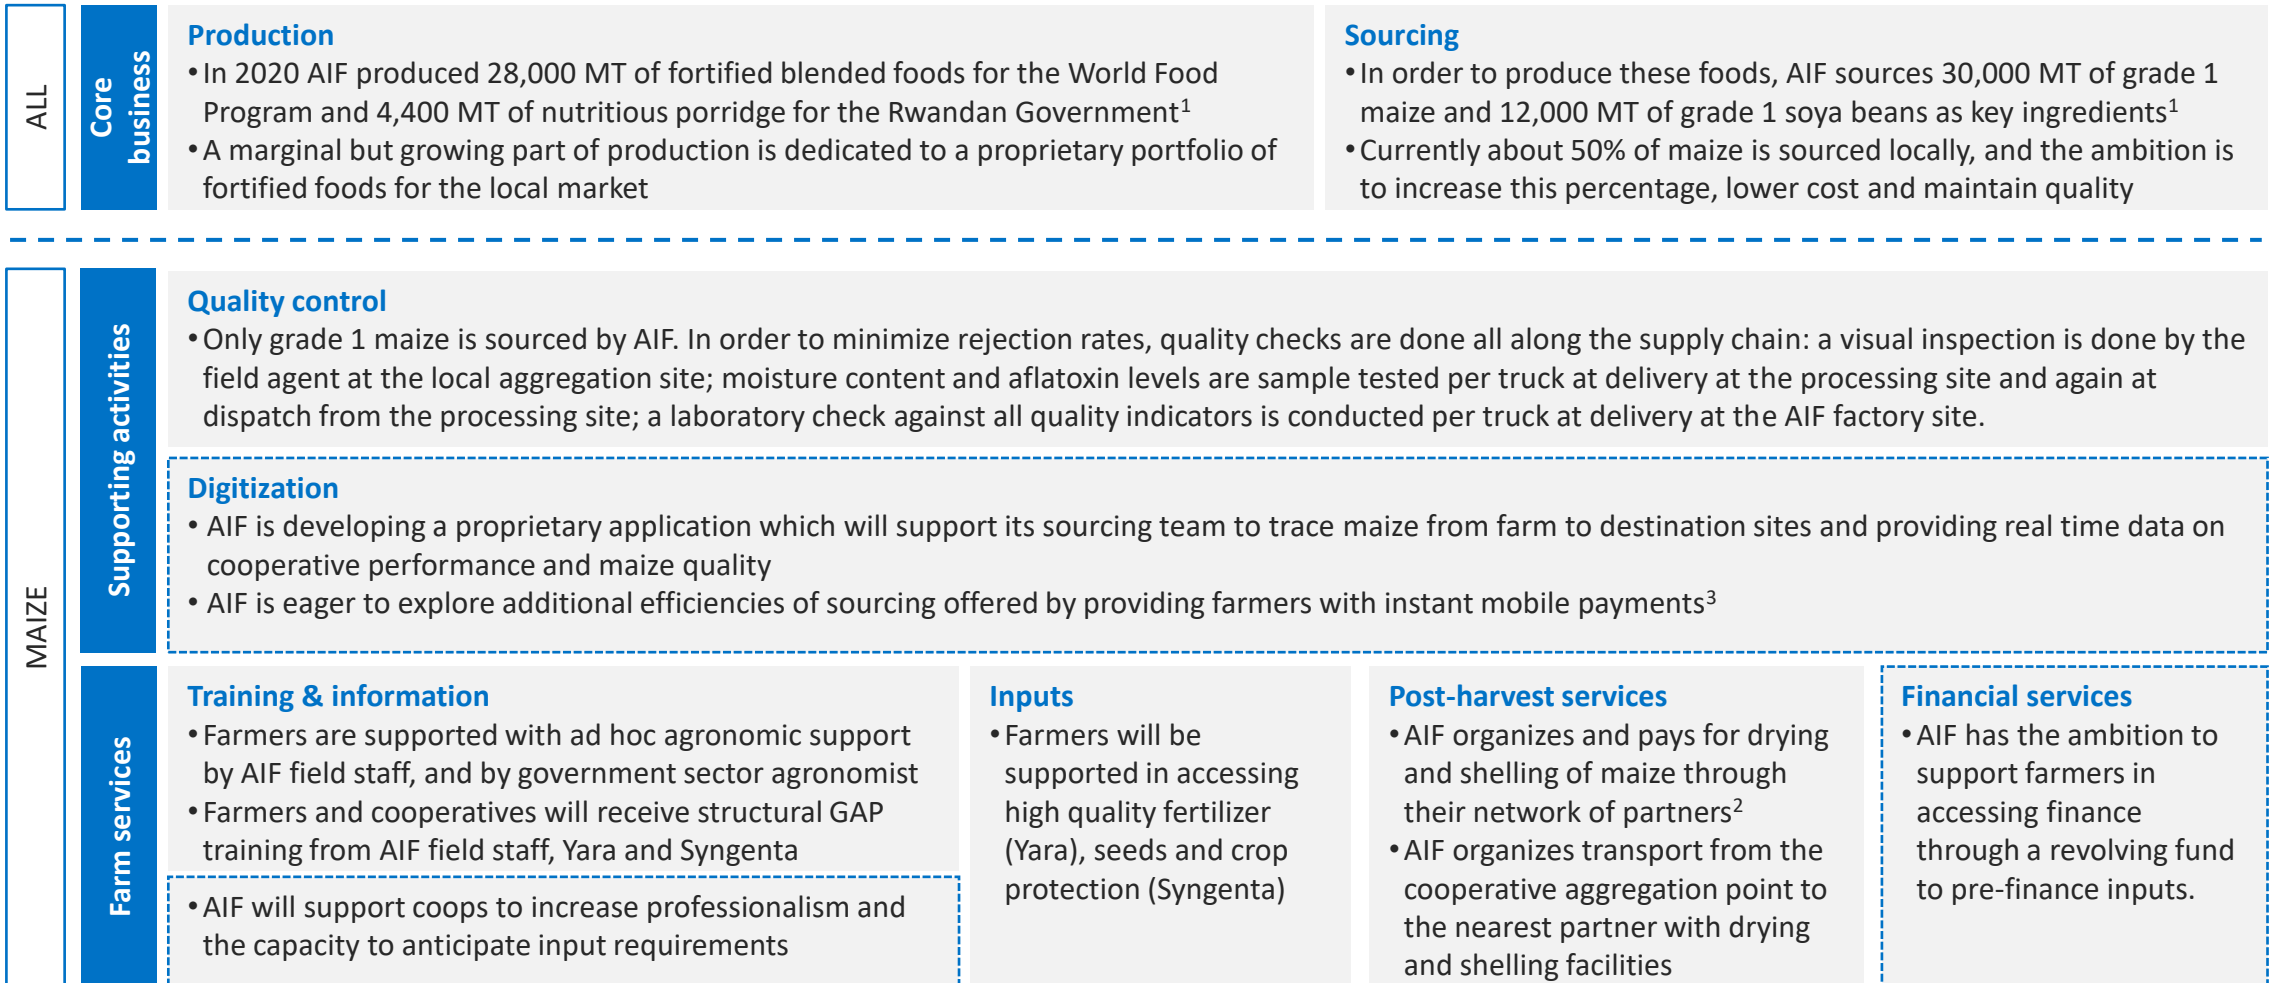 ALL
Core
business
Production
• In 2020 AIF produced 28,000 MT of fortified blended foods for the World Food
Program and 4,400 MT of nutritious porridge for the Rwandan Government1
• A marginal but growing part of production is dedicated to a proprietary portfolio of
fortified foods for the local market
Sourcing
• In order to produce these foods, AIF sources 30,000 MT of grade 1
maize and 12,000 MT of grade 1 soya beans as key ingredients1
• Currently about 50% of maize is sourced locally, and the ambition is
to increase this percentage, lower cost and maintain quality
MAIZE
Supporting activities
Quality control
• Only grade 1 maize is sourced by AIF. In order to minimize rejection rates, quality checks are done all along the supply chain: a visual inspection is done by the
field agent at the local aggregation site; moisture content and aflatoxin levels are sample tested per truck at delivery at the processing site and again at
dispatch from the processing site; a laboratory check against all quality indicators is conducted per truck at delivery at the AIF factory site.
Digitization
• AIF is developing a proprietary application which will support its sourcing team to trace maize from farm to destination sites and providing real time data on
cooperative performance and maize quality
• AIF is eager to explore additional efficiencies of sourcing offered by providing farmers with instant mobile payments3
Farm services
Training & information
• Farmers are supported with ad hoc agronomic support
by AIF field staff, and by government sector agronomist
• Farmers and cooperatives will receive structural GAP
training from AIF field staff, Yara and Syngenta
• AIF will support coops to increase professionalism and
the capacity to anticipate input requirements
Inputs
• Farmers will be
supported in accessing
high quality fertilizer
(Yara), seeds and crop
protection (Syngenta)
Post-harvest services
• AIF organizes and pays for drying
and shelling of maize through
their network of partners2
• AIF organizes transport from the
cooperative aggregation point to
the nearest partner with drying
and shelling facilities
Financial services
• AIF has the ambition to
support farmers in
accessing finance
through a revolving fund
to pre-finance inputs.